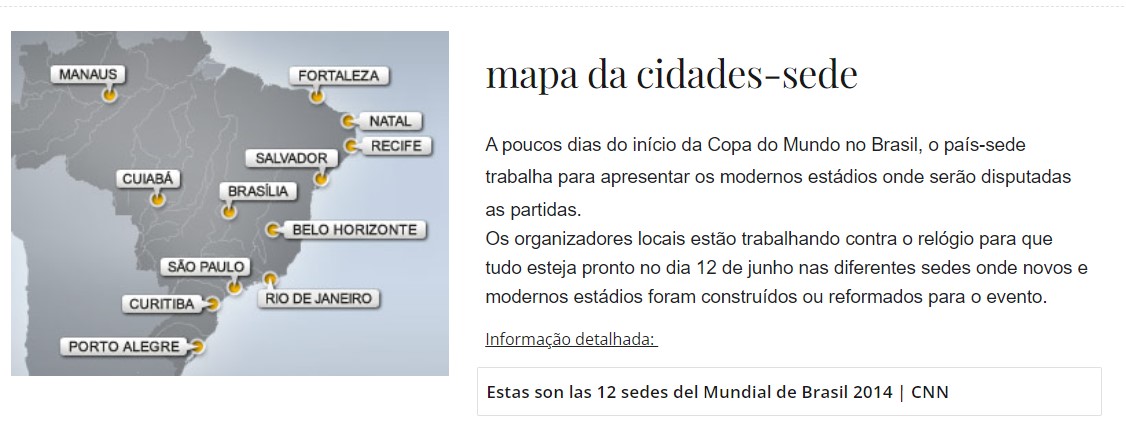 MANAUS
FORTALEZA
NATAL
RECIFE
SALVADOR
CUIABÁ
BRASÍLIA
BELO HORIZONTE
SÃO PAULO
RIO DE JANEIRO
CURITIBA
PORTO ALEGRE
mapa da cidades-sede
A poucos dias do início da Copa do Mundo no Brasil, o país-sede
trabalha para apresentar os modernos estádios onde serão disputadas
as partidas.
Os organizadores locais estão trabalhando contra o relógio para que
tudo esteja pronto no dia 12 de junho nas diferentes sedes onde novos e
modernos estádios foram construídos ou reformados para o evento.
Informação detalhada:
Estas son las 12 sedes del Mundial de Brasil 2014 | CNN